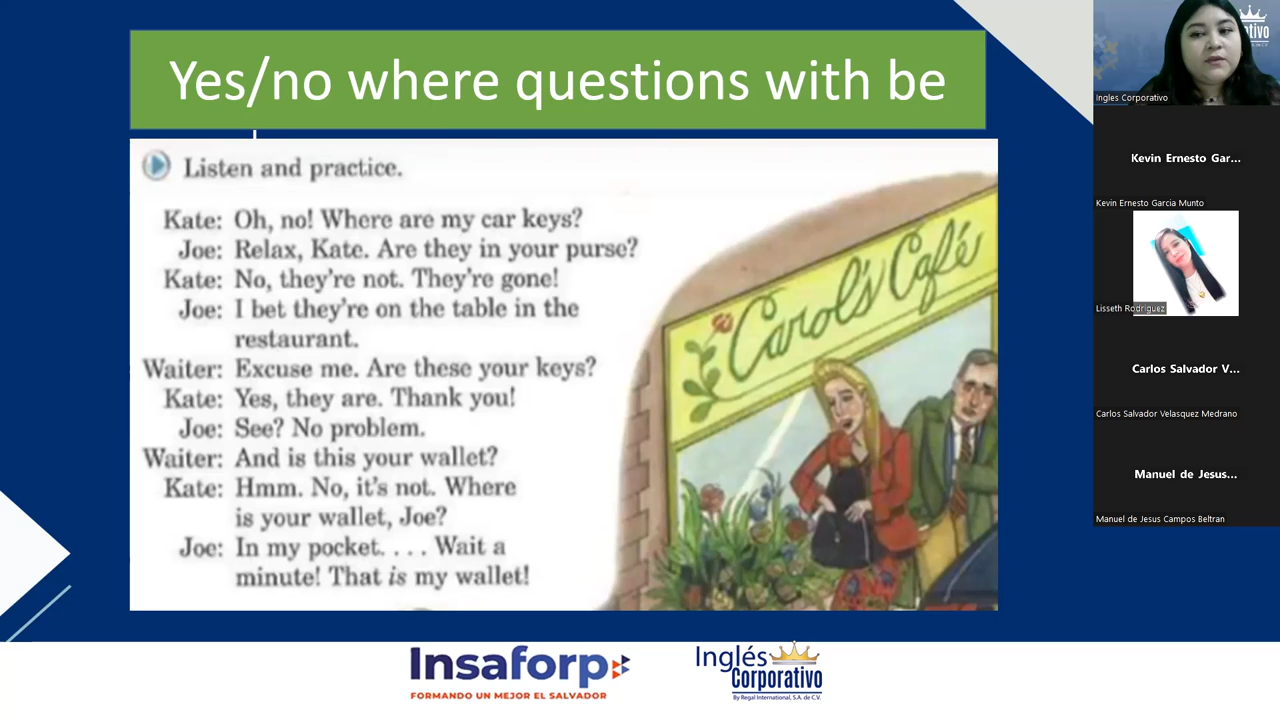 Yes/no where questions with be
Listen and practice.
Kate: Oh, no! Where are my car keys?
Joe: Relax, Kate. Are they in your purse?
Kate: No, they're not. They're gone!
Joe: I bet they're on the table in the
restaurant.
Waiter: Excuse me. Are these your keys?
Kate: Yes, they are. Thank you!
Joe: See? No problem.
Waiter: And is this your wallet?
Kate: Hmm. No, it's not. Where
is your wallet, Joe?
Joe: In my pocket. . . . Wait a
minute! That is my wallet!
Carol's Café
Insaforp
FORMANDO UN MEJOR EL SALVADOR
Inglés
Corporativo
By Regal International, S.A. de C.V.
Ingles Corporativo
Kevin Ernesto Gar...
Kevin Ernesto Garcia Munto
Lisseth Rodriguez
Carlos Salvador V...
Carlos Salvador Velasquez Medrano
Manuel de Jesus...
Manuel de Jesus Campos Beltran